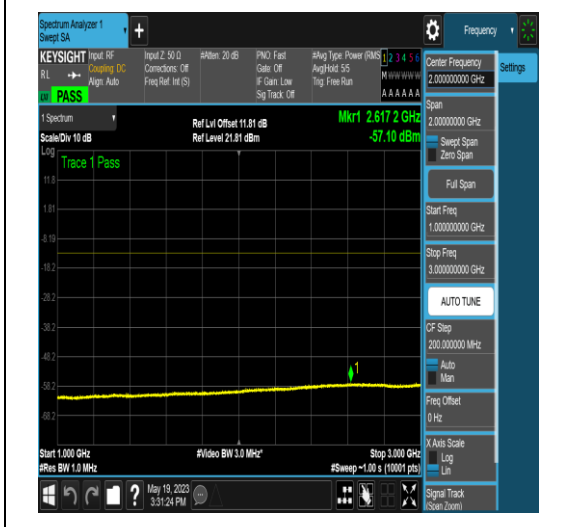 Spectrum Analyzer 1
Swept SA
+
Frequency
KEYSIGHT
RL
PASS
Input: RF
Coupling: DC
Align: Auto
Input Z: 50 Ω
Corrections: Off
Freq Ref: Int (S)
#Atten: 20 dB
PNO: Fast
Gate: Off
IF Gain: Low
Sig Track: Off
#Avg Type: Power (RMS
Avg|Hold: 5/5
Trig: Free Run
1 2 3 4 5 6
M W W W W W
A A A A A A
1 Spectrum
Scale/Div 10 dB
Ref Lvl Offset 11.81 dB
Ref Level 21.81 dBm
Mkr1 2.617 2 GHz
-57.10 dBm
Log
Trace 1 Pass
11.8
1.81
-8.19
-18.2
-28.2
-38.2
-48.2
-58.2
-68.2
1
Start 1.000 GHz
#Res BW 1.0 MHz
#Video BW 3.0 MHz*
Stop 3.000 GHz
#Sweep ~1.00 s (10001 pts)
May 19, 2023
3:31:24 PM
?
Center Frequency
2.000000000 GHz
Span
2.00000000 GHz
Swept Span
Zero Span
Full Span
Start Freq
1.000000000 GHz
Stop Freq
3.000000000 GHz
AUTO TUNE
CF Step
200.000000 MHz
Auto
Man
Freq Offset
0 Hz
X Axis Scale
Log
Lin
Signal Track
(Span Zoom)
Settings